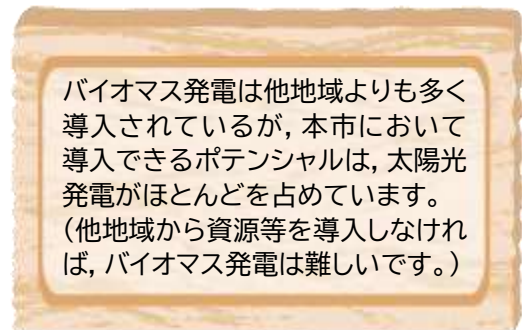 バイオマス発電は他地域よりも多く
導入されているが，本市において
導入できるポテンシャルは，太陽光
発電がほとんどを占めています。
（他地域から資源等を導入しなけれ
ば，バイオマス発電は難しいです。）